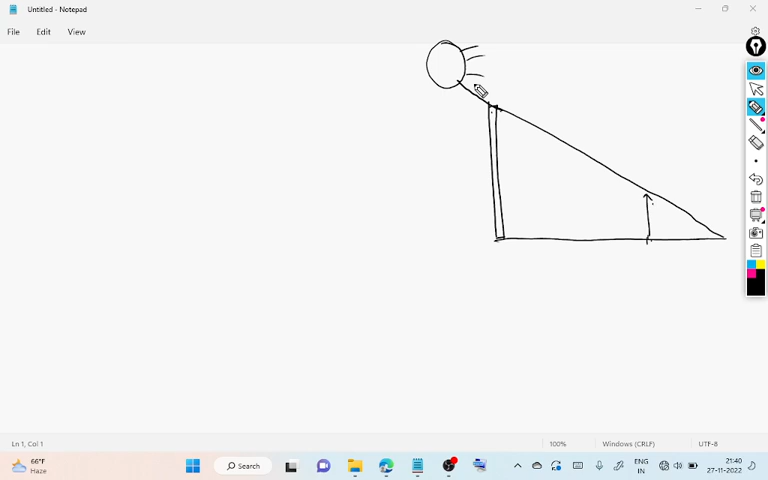 Untitled - Notepad
File Edit View
Ln 1, Col 1 100% Windows (CRLF) UTF-8
66°F
Haze
Search
ENG
IN
21:40
27-11-2022